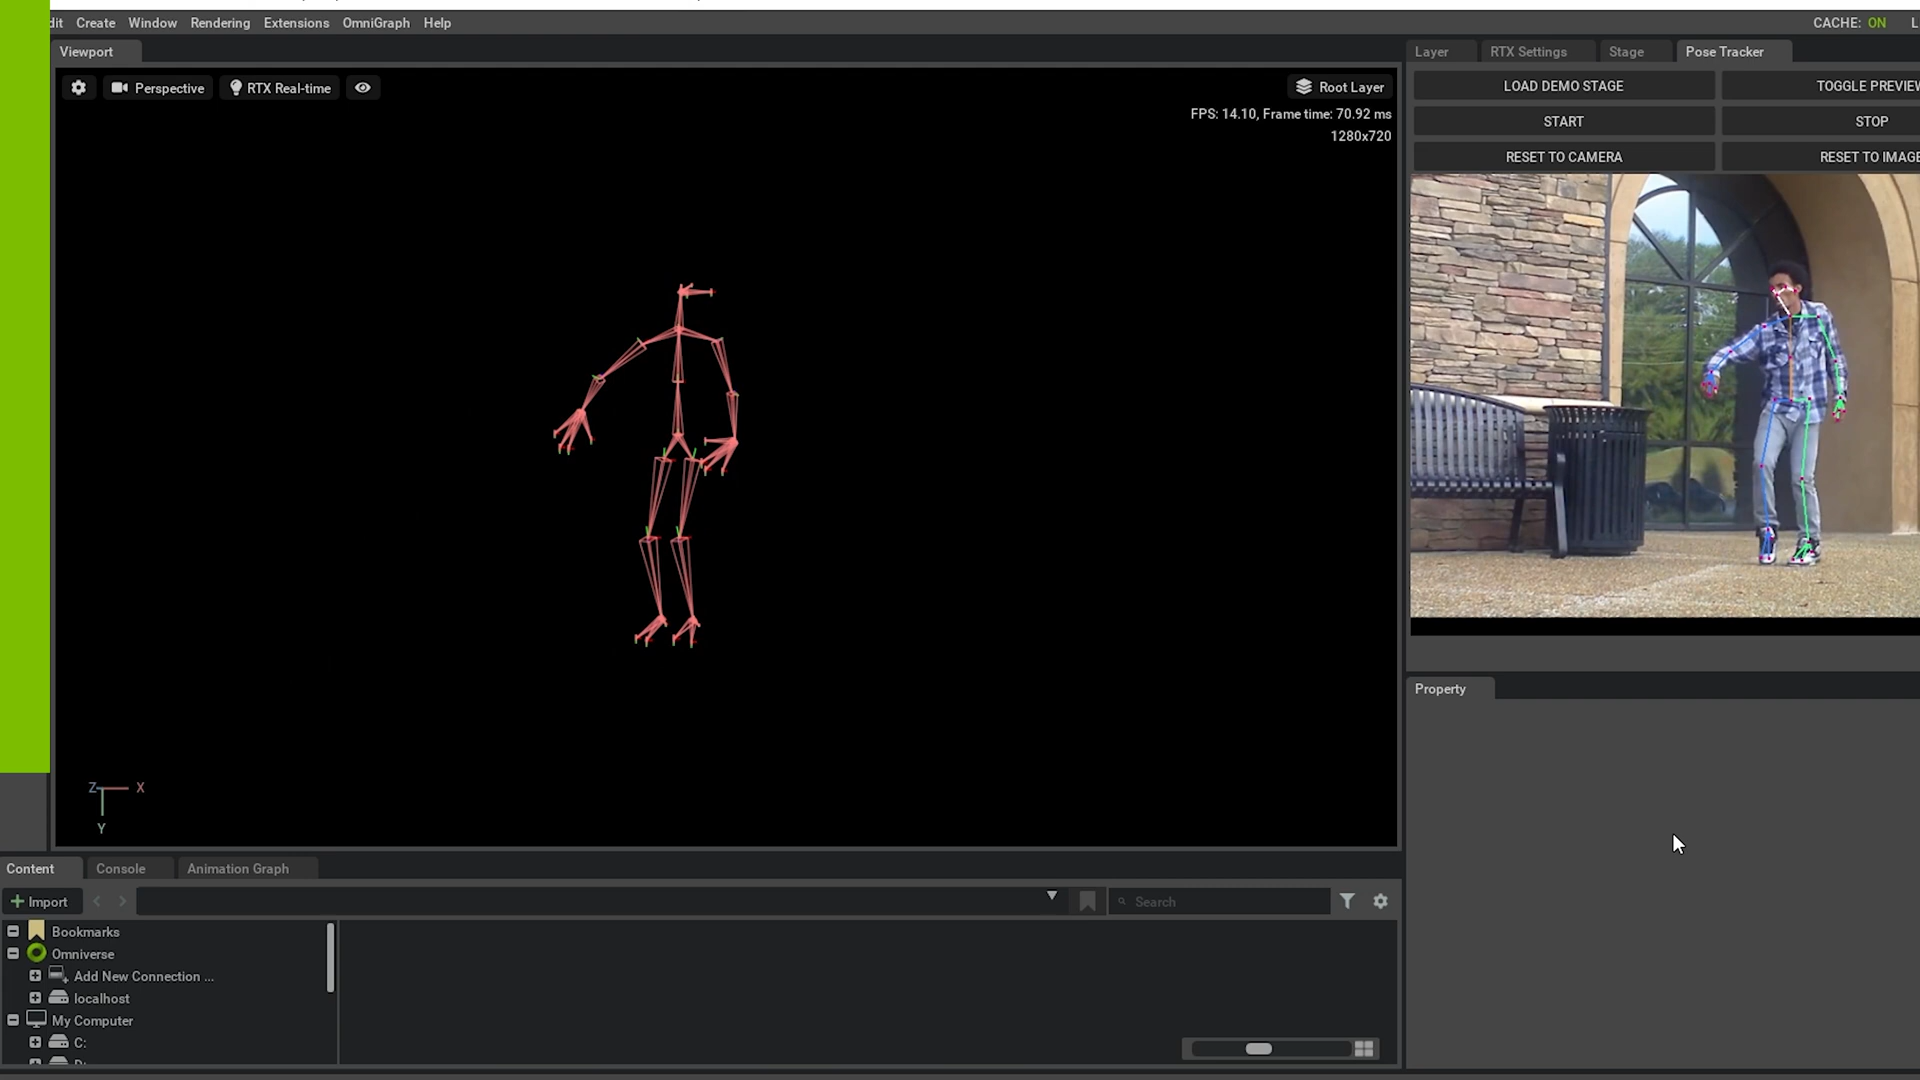 dit Create Window Rendering Extensions OmniGraph Help
CACHE: ON L
Viewport
Layer RTX Settings Stage Pose Tracker
Perspective RTX Real-time
Root Layer
FPS: 14.10, Frame time: 70.92 ms
1280x720
LOAD DEMO STAGE TOGGLE PREVIEW
START STOP
RESET TO CAMERA RESET TO IMAGE
Property
Z X
Y
Content Console Animation Graph
Import
Search
Bookmarks
Omniverse
Add New Connection ...
localhost
My Computer
C: